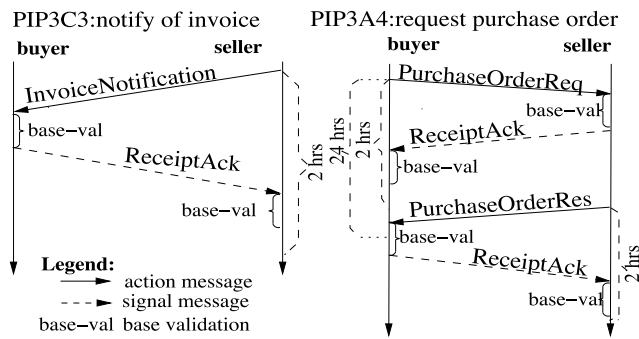 PIP3C3:notify of invoice
buyer
seller
InvoiceNotification
base-val
ReceiptAck
base-val
2 hrs
Legend:
action message
signal message
base-val base validation
PIP3A4:request purchase order
buyer
seller
PurchaseOrderReq
base-val
ReceiptAck
base-val
24 hrs
2 hrs
PurchaseOrderRes
base-val
ReceiptAck
base-val
2 hrs